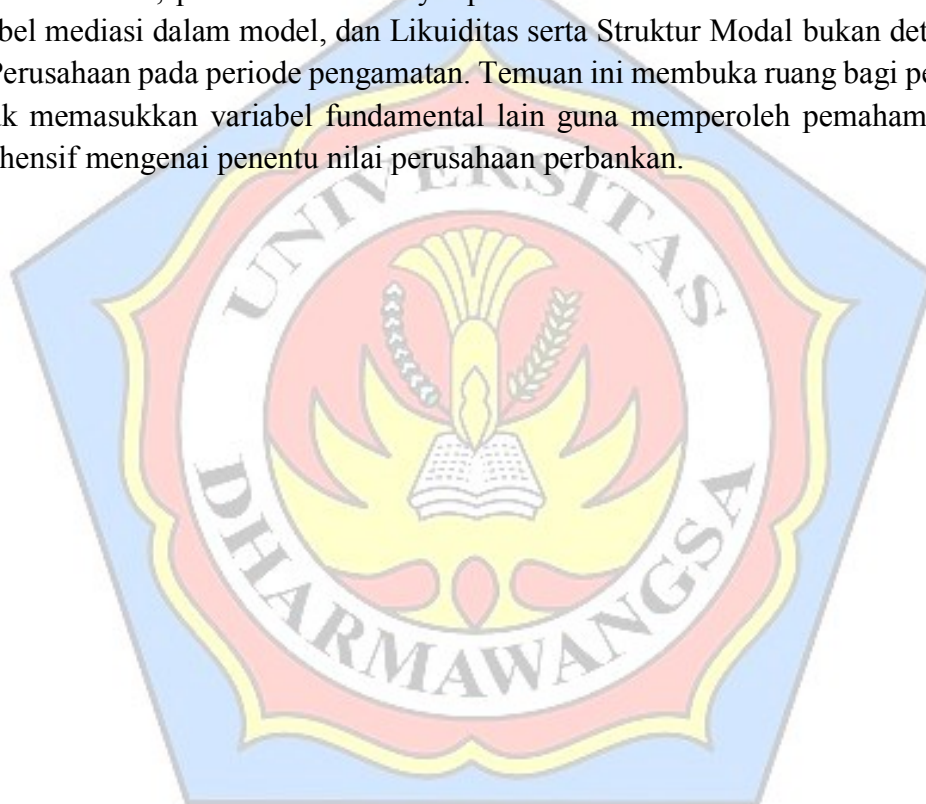 bel mediasi dalam model, dan Likuiditas serta Struktur Modal bukan det
Perusahaan pada periode pengamatan. Temuan ini membuka ruang bagi pe
k memasukkan variabel fundamental lain guna memperoleh pemaham
hensif mengenai penentu nilai perusahaan perbankan.
UNIVERSITAS
DHARMAWANGSA